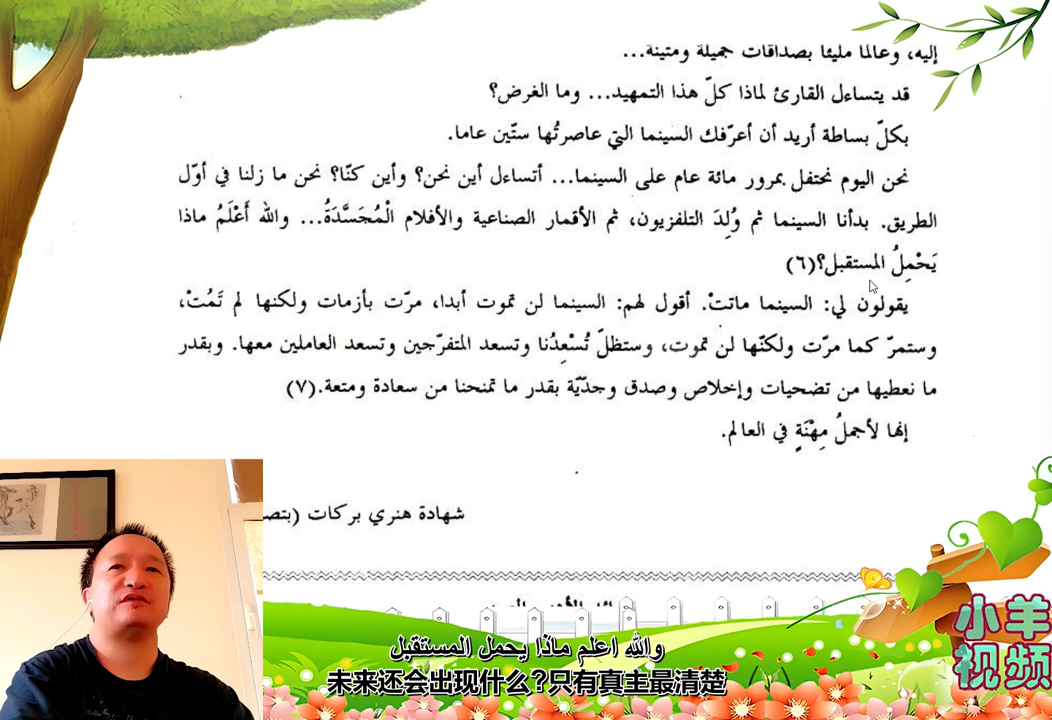 إليه، وعالما مليئا بصداقات جميلة ومتينة...
قد يتساءل القارئ لماذا كلّ هذا التمهيد... وما الغرض؟
بكلّ بساطة أريد أن أعرّفك السينما التي عاصرتُها ستّين عاما.
نحن اليوم نحتفل بمرور مائة عام على السينما... أتساءل أين نحن؟ وأين كنّا؟ نحن ما زلنا في أوّل
الطريق. بدأنا السينما ثم وُلِدَ التلفزيون، ثم الأقمار الصناعية والأفلام الْمُجَسَّدَةُ... والله أَعْلَمُ ماذا
يَحْمِلُ المستقبل؟(٦)
يقولون لي: السينما ماتتْ. أقول لهم: السينما لن تموت أبدا، مرّت بأزمات ولكنها لم تَمُتْ،
وستمرّ كما مرّت ولكنّها لن تموت، وستظلّ تُسْعِدُنا وتسعد المتفرّجين وتسعد العاملين معها. وبقدر
ما نعطيها من تضحيات وإخلاص وصدق وجدّيّة بقدر ما تمنحنا من سعادة ومتعة.(٧)
إنها لأجملُ مِهْنَةٍ في العالم.
شهادة هنري بركات (بتصـ
والله اعلم ماذا يحمل المستقبل
未来还会出现什么？只有真主最清楚
小羊
视频